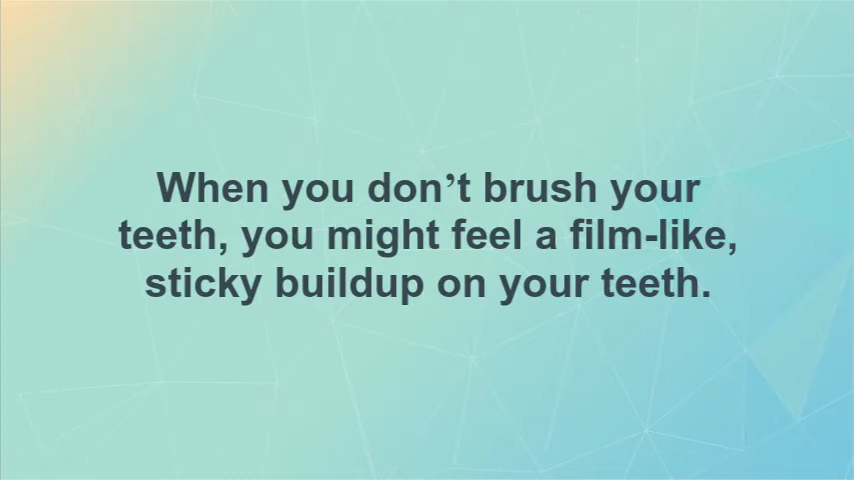 When you don’t brush your
teeth, you might feel a film-like,
sticky buildup on your teeth.